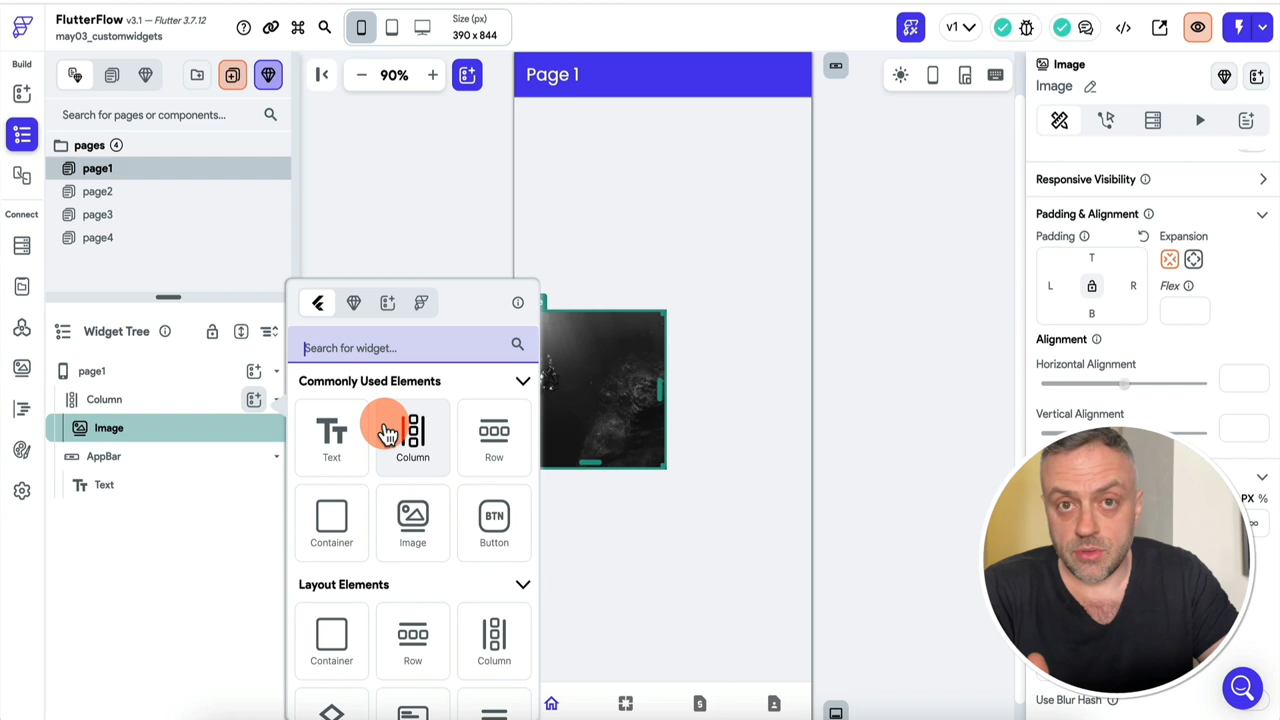 FlutterFlow v3.1 – Flutter 3.7.12
may03_customwidgets
Size (px)
390 x 844
v1
Build
90%
Page 1
Image
Image
Search for pages or components...
pages 4
page1
page2
page3
page4
Connect
Responsive Visibility
Padding & Alignment
Padding
Expansion
T
L
R
B
Flex
Alignment
Horizontal Alignment
Vertical Alignment
PX %
Use Blur Hash
Widget Tree
page1
Column
Image
AppBar
Text
Search for widget...
Commonly Used Elements
Text
Column
Row
Container
Image
BTN
Button
Layout Elements
Container
Row
Column